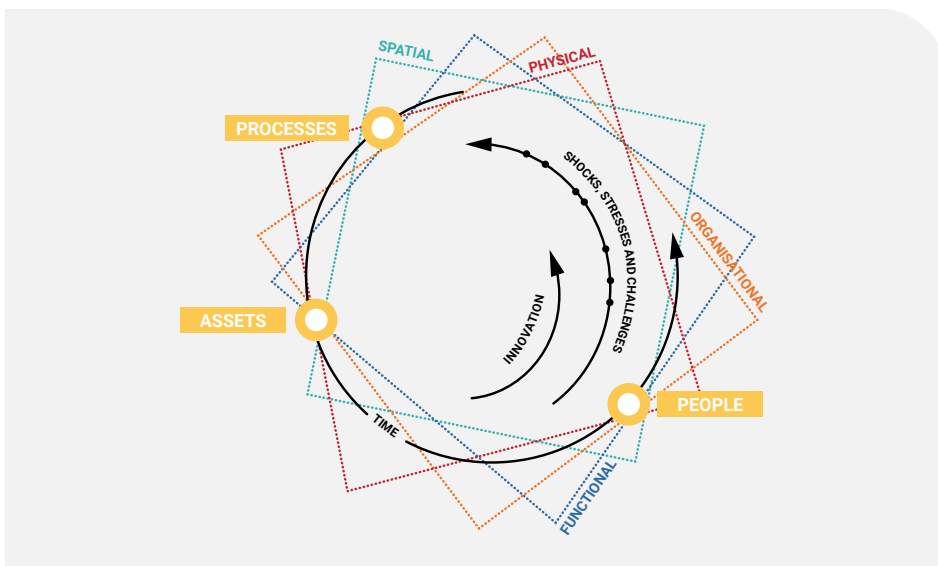 SPATIAL
PHYSICAL
PROCESSES
SHOCKS, STRESSES AND CHALLENGES
ORGANISATIONAL
INNOVATION
ASSETS
PEOPLE
TIME
FUNCTIONAL